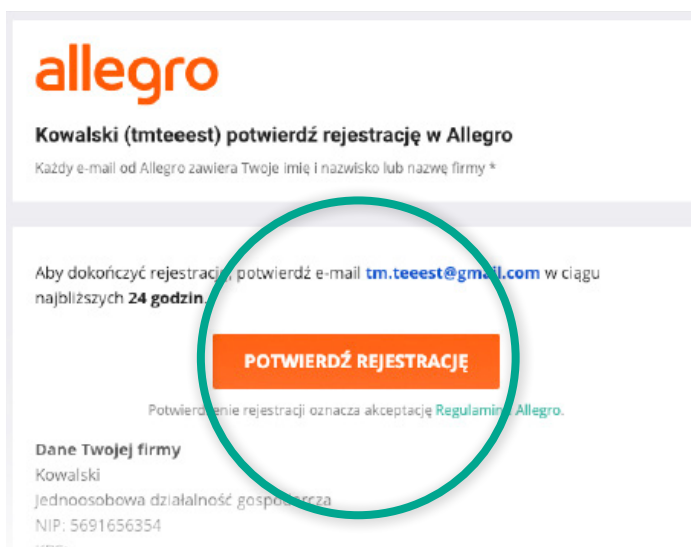 allegro
Kowalski (tmteeest) potwierdź rejestrację w Allegro
Każdy e-mail od Allegro zawiera Twoje imię i nazwisko lub nazwę firmy *
Aby dokończyć rejestrację, potwierdź e-mail tm.teeest@gmail.com w ciągu
najbliższych 24 godzin.
POTWIERDŹ REJESTRACJĘ
Potwierdzenie rejestracji oznacza akceptację Regulaminu Allegro.
Dane Twojej firmy
Kowalski
Jednoosobowa działalność gospodarcza
NIP: 5691656354